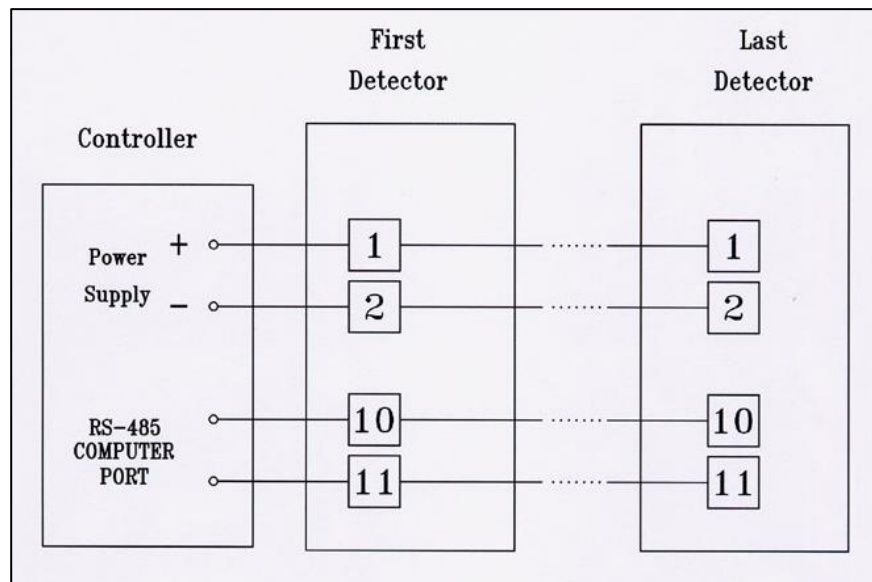 First
Detector
Last
Detector
Controller
Power
Supply
+
-
1
2
10
11
1
2
10
11
RS-485
COMPUTER
PORT